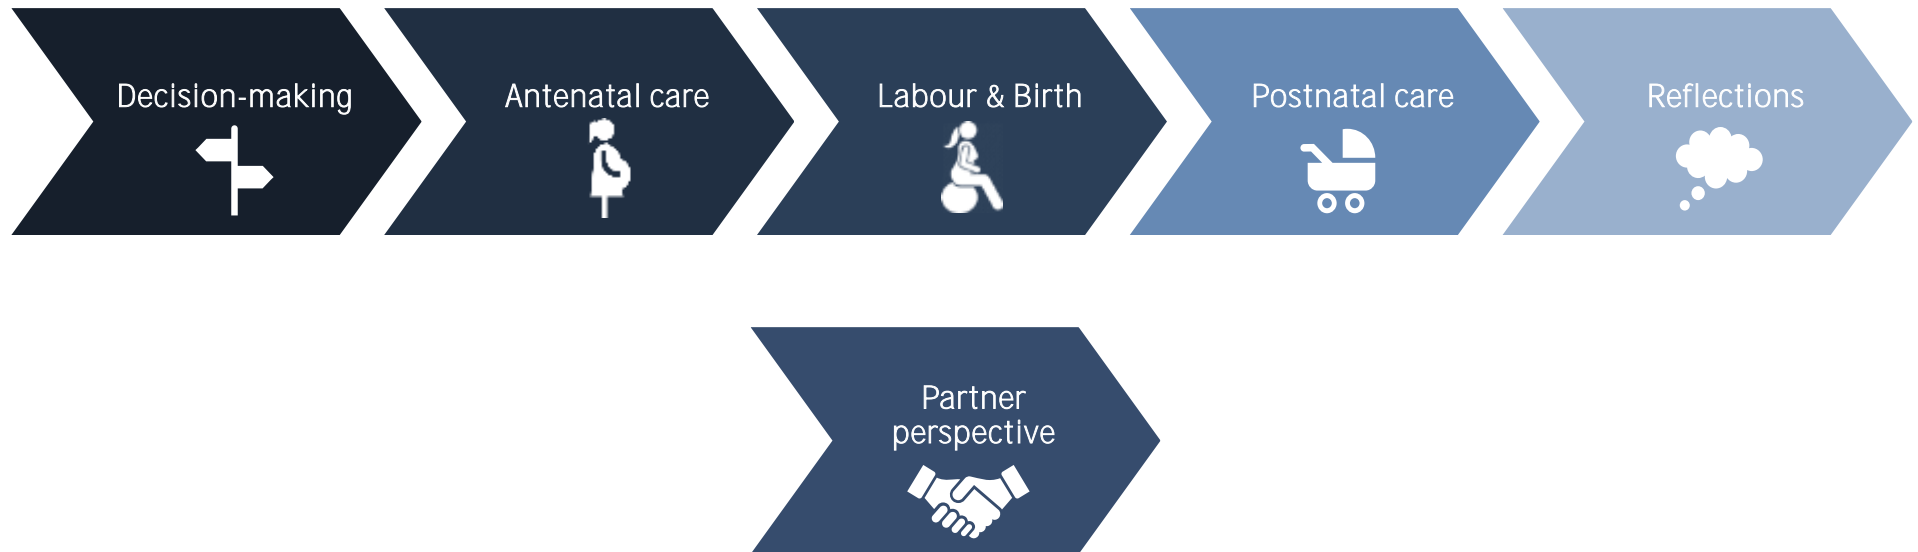 Decision-making
Antenatal care
Labour & Birth
Postnatal care
Reflections
Partner
perspective